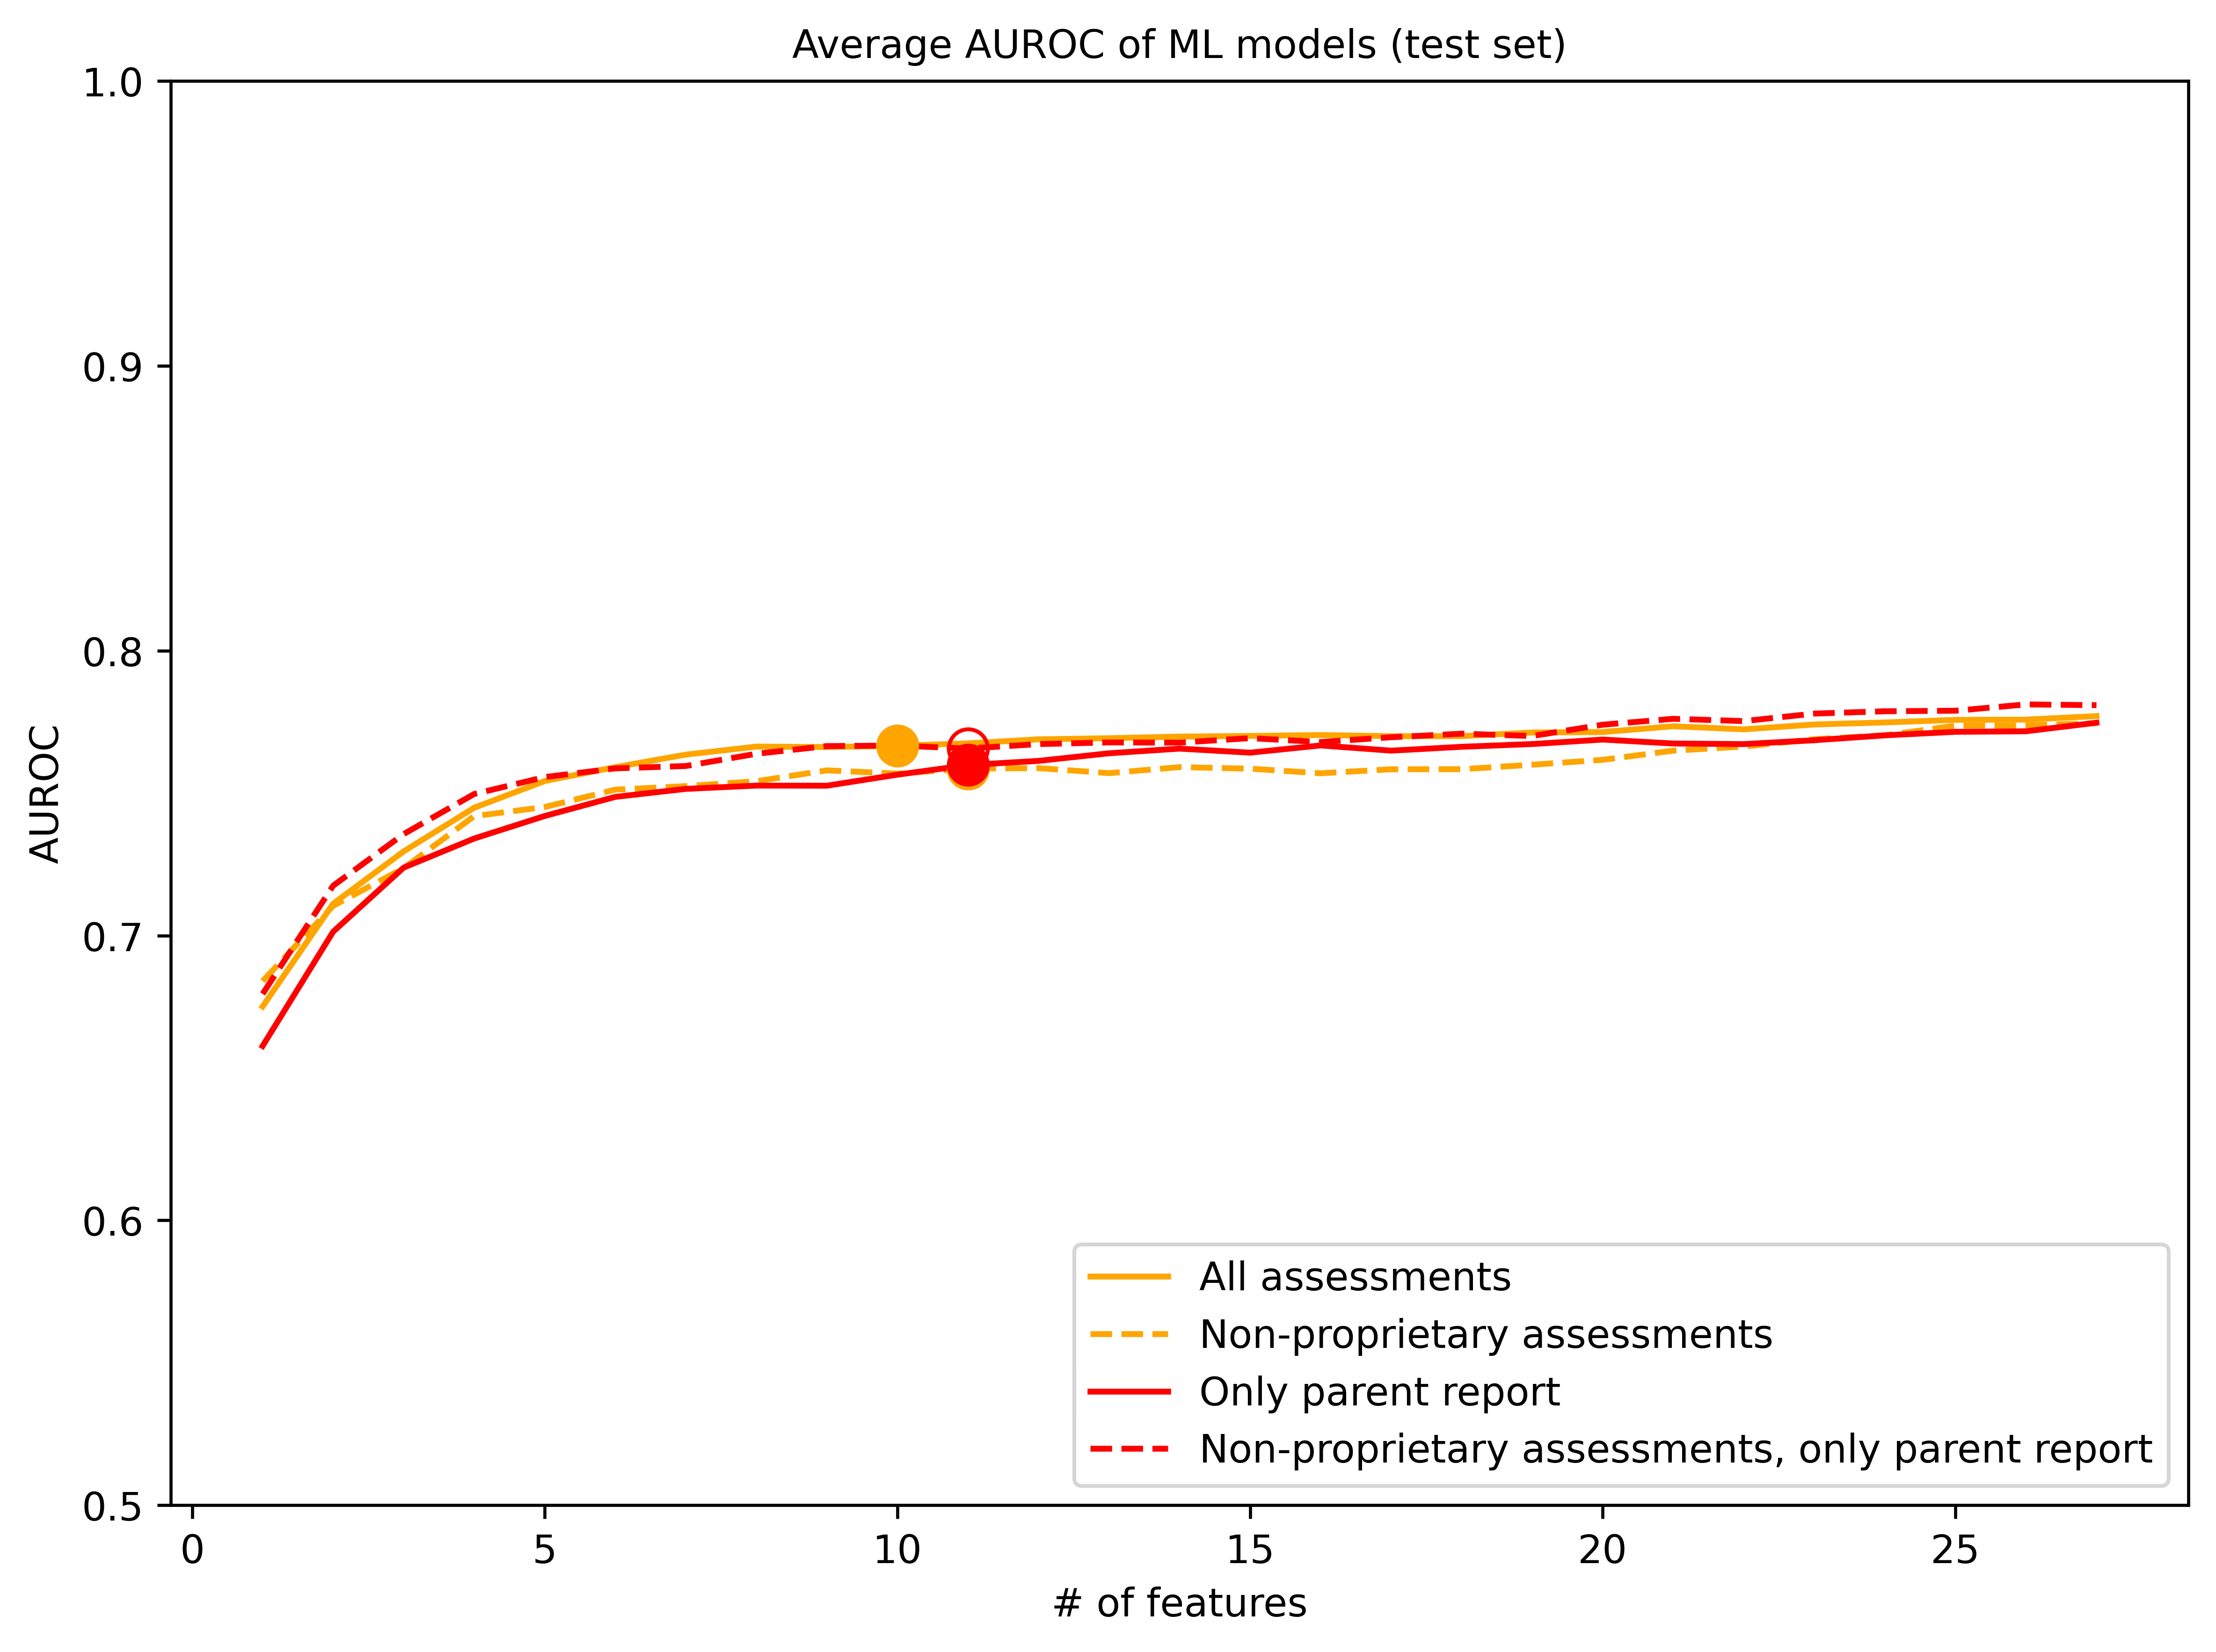 Average AUROC of ML models (test set)
1.0
0.9
0.8
0.7
0.6
0.5
AUROC
0 5 10 15 20 25
# of features
All assessments
Non-proprietary assessments
Only parent report
Non-proprietary assessments, only parent report